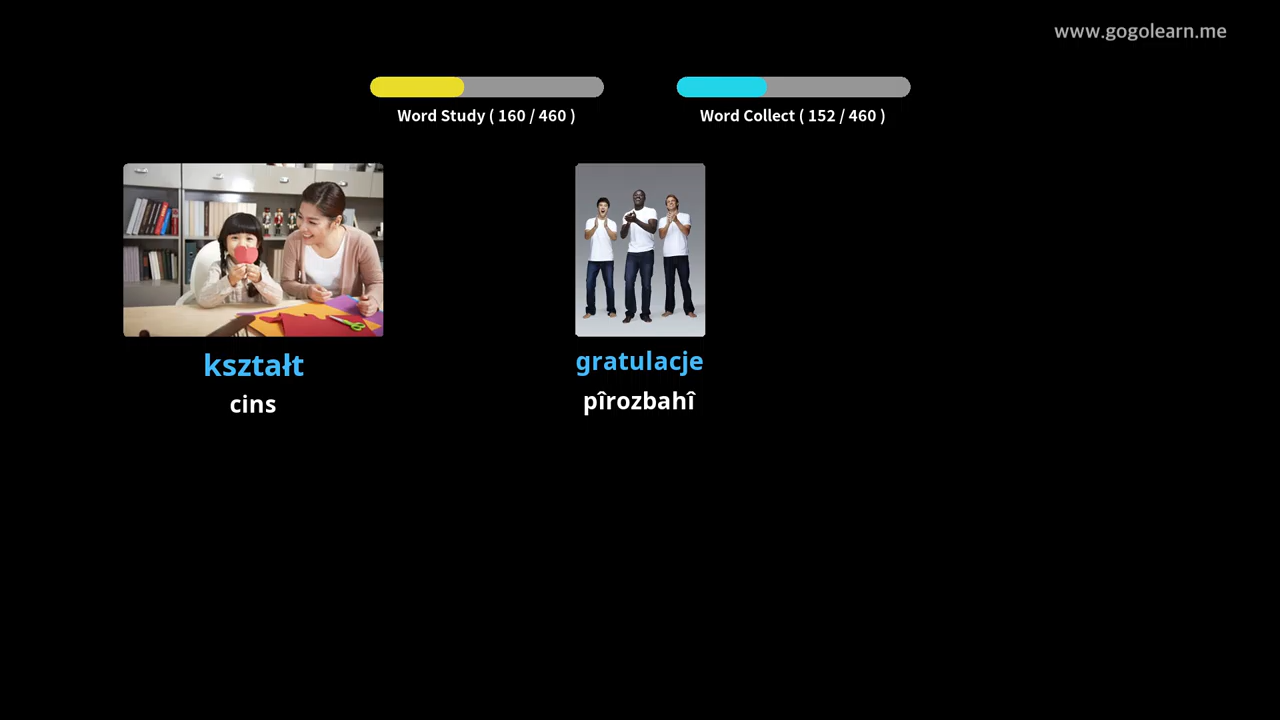 www.gogolearn.me
Word Study ( 160 / 460 )
Word Collect ( 152 / 460 )
kształt
cins
gratulacje
pîrozbahî